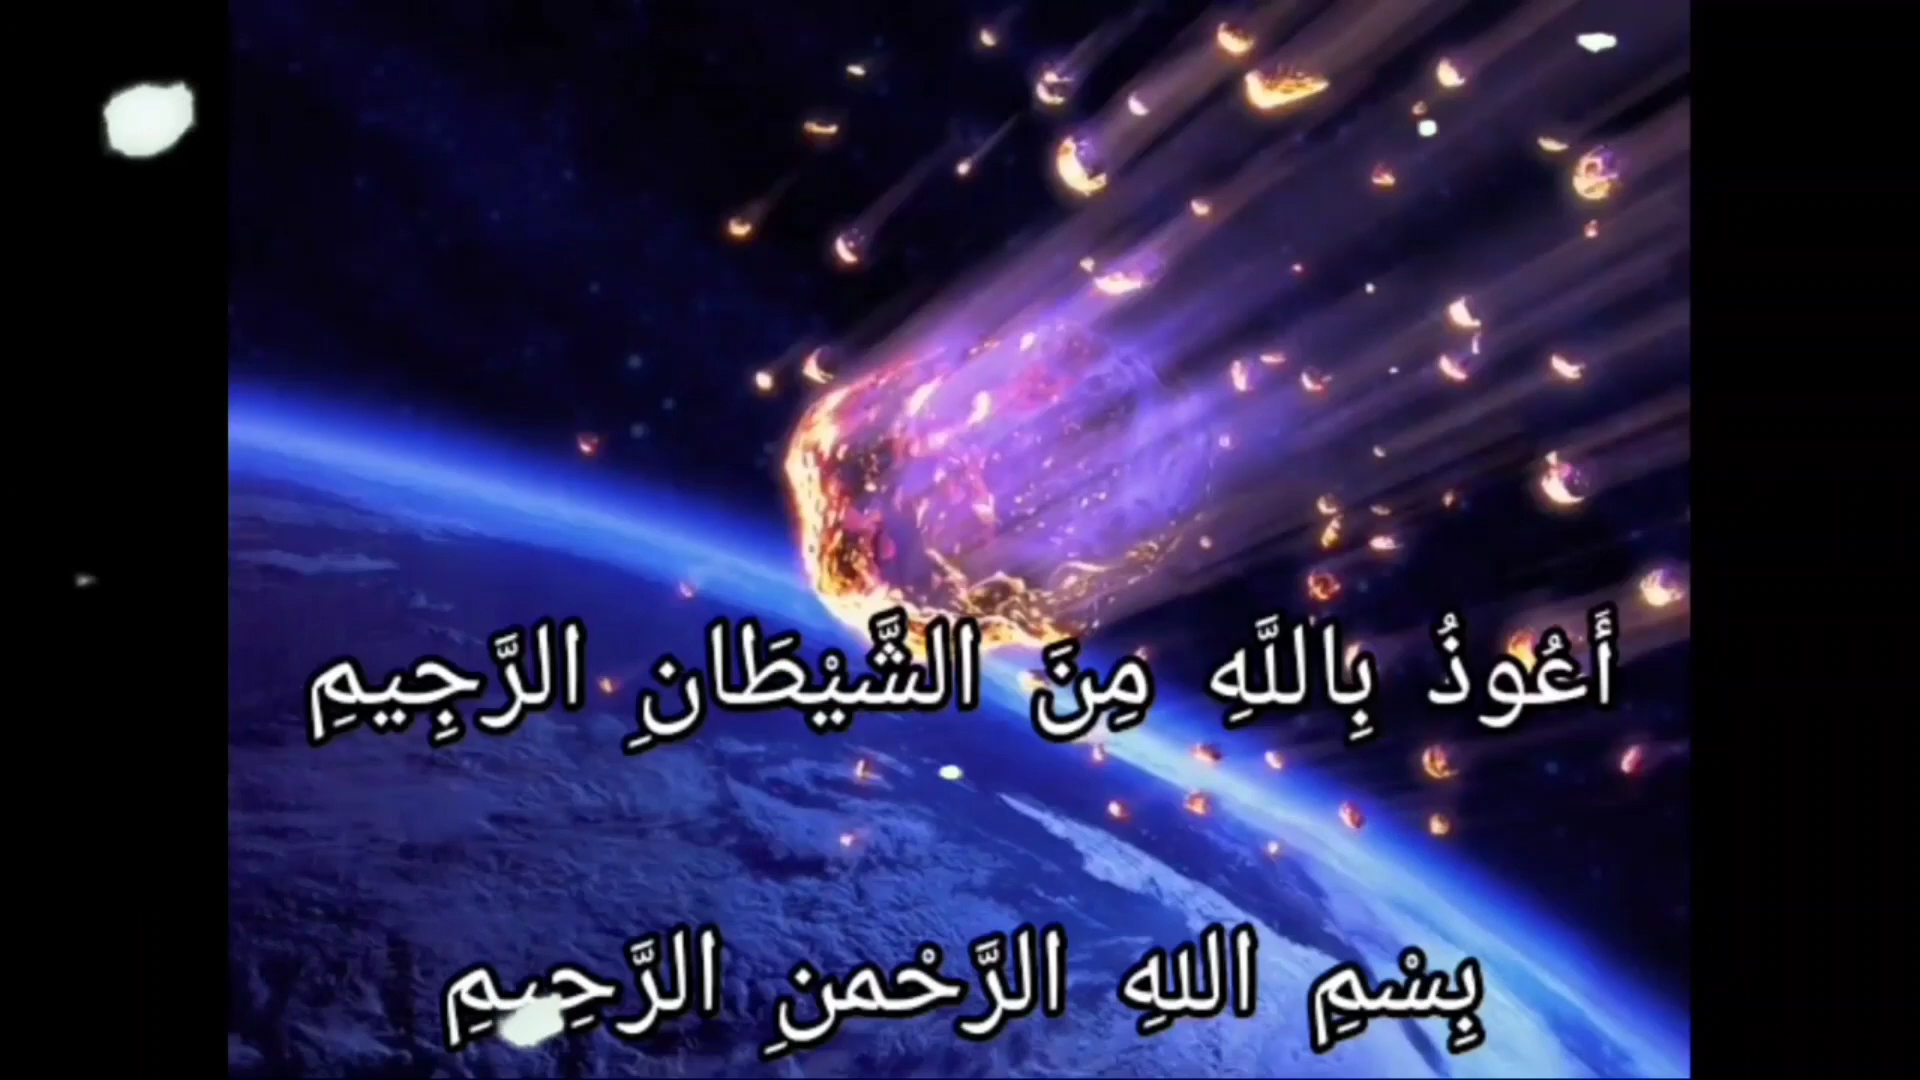 أَعُوذُ بِاللَّهِ مِنَ الشَّيْطَانِ الرَّجِيمِ
بِسْمِ اللهِ الرَّحْمنِ الرَّحِيمِ